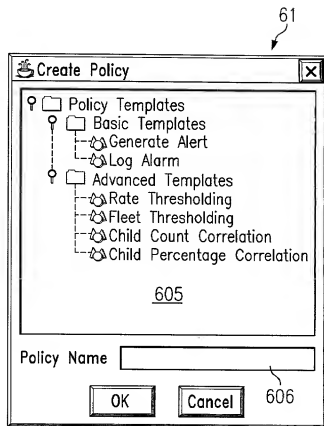 61
Create Policy
Policy Templates
Basic Templates
Generate Alert
Log Alarm
Advanced Templates
Rate Thresholding
Fleet Thresholding
Child Count Correlation
Child Percentage Correlation
605
Policy Name
606
OK Cancel